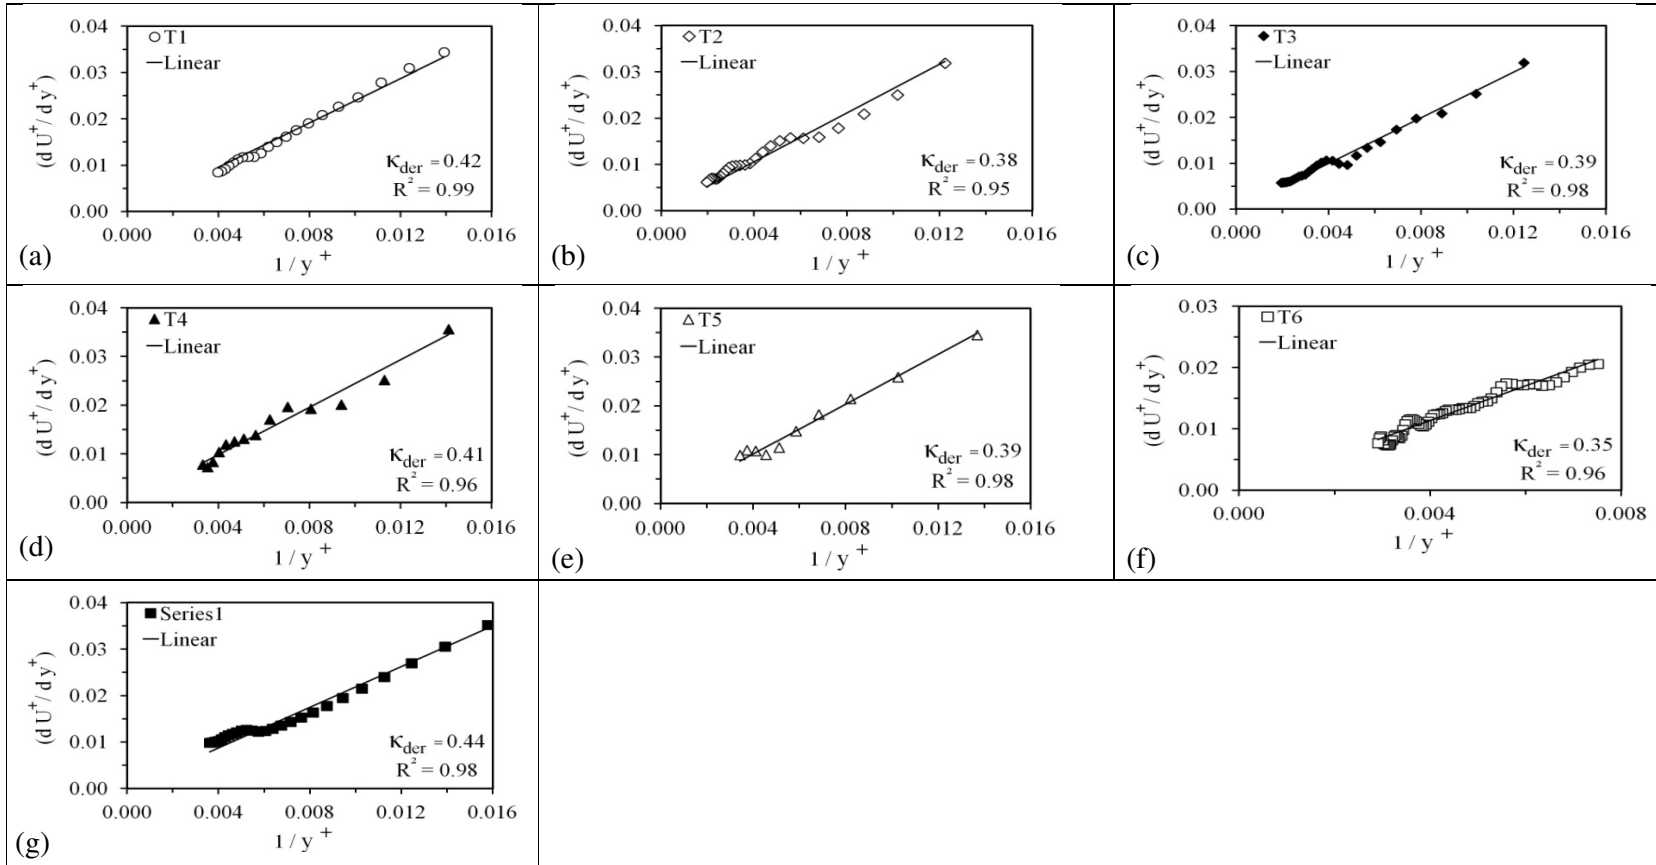 0.04
T1
Linear
0.03
(dU⁺/dy⁺)
0.02
0.01
κder = 0.42
R² = 0.99
0.00
0.000 0.004 0.008 0.012 0.016
1 / y⁺
(a)
0.04
T2
Linear
0.03
(dU⁺/dy⁺)
0.02
0.01
κder = 0.38
R² = 0.95
0.00
0.000 0.004 0.008 0.012 0.016
1 / y⁺
(b)
0.04
T3
Linear
0.03
(dU⁺/dy⁺)
0.02
0.01
κder = 0.39
R² = 0.98
0.00
0.000 0.004 0.008 0.012 0.016
1 / y⁺
(c)
0.04
T4
Linear
0.03
(dU⁺/dy⁺)
0.02
0.01
κder = 0.41
R² = 0.96
0.00
0.000 0.004 0.008 0.012 0.016
1 / y⁺
(d)
0.04
T5
Linear
0.03
(dU⁺/dy⁺)
0.02
0.01
κder = 0.39
R² = 0.98
0.00
0.000 0.004 0.008 0.012 0.016
1 / y⁺
(e)
0.03
T6
Linear
0.02
(dU⁺/dy⁺)
0.01
κder = 0.35
R² = 0.96
0.00
0.000 0.004 0.008
1 / y⁺
(f)
0.04
Series1
Linear
0.03
(dU⁺/dy⁺)
0.02
0.01
κder = 0.44
R² = 0.98
0.00
0.000 0.004 0.008 0.012 0.016
1 / y⁺
(g)